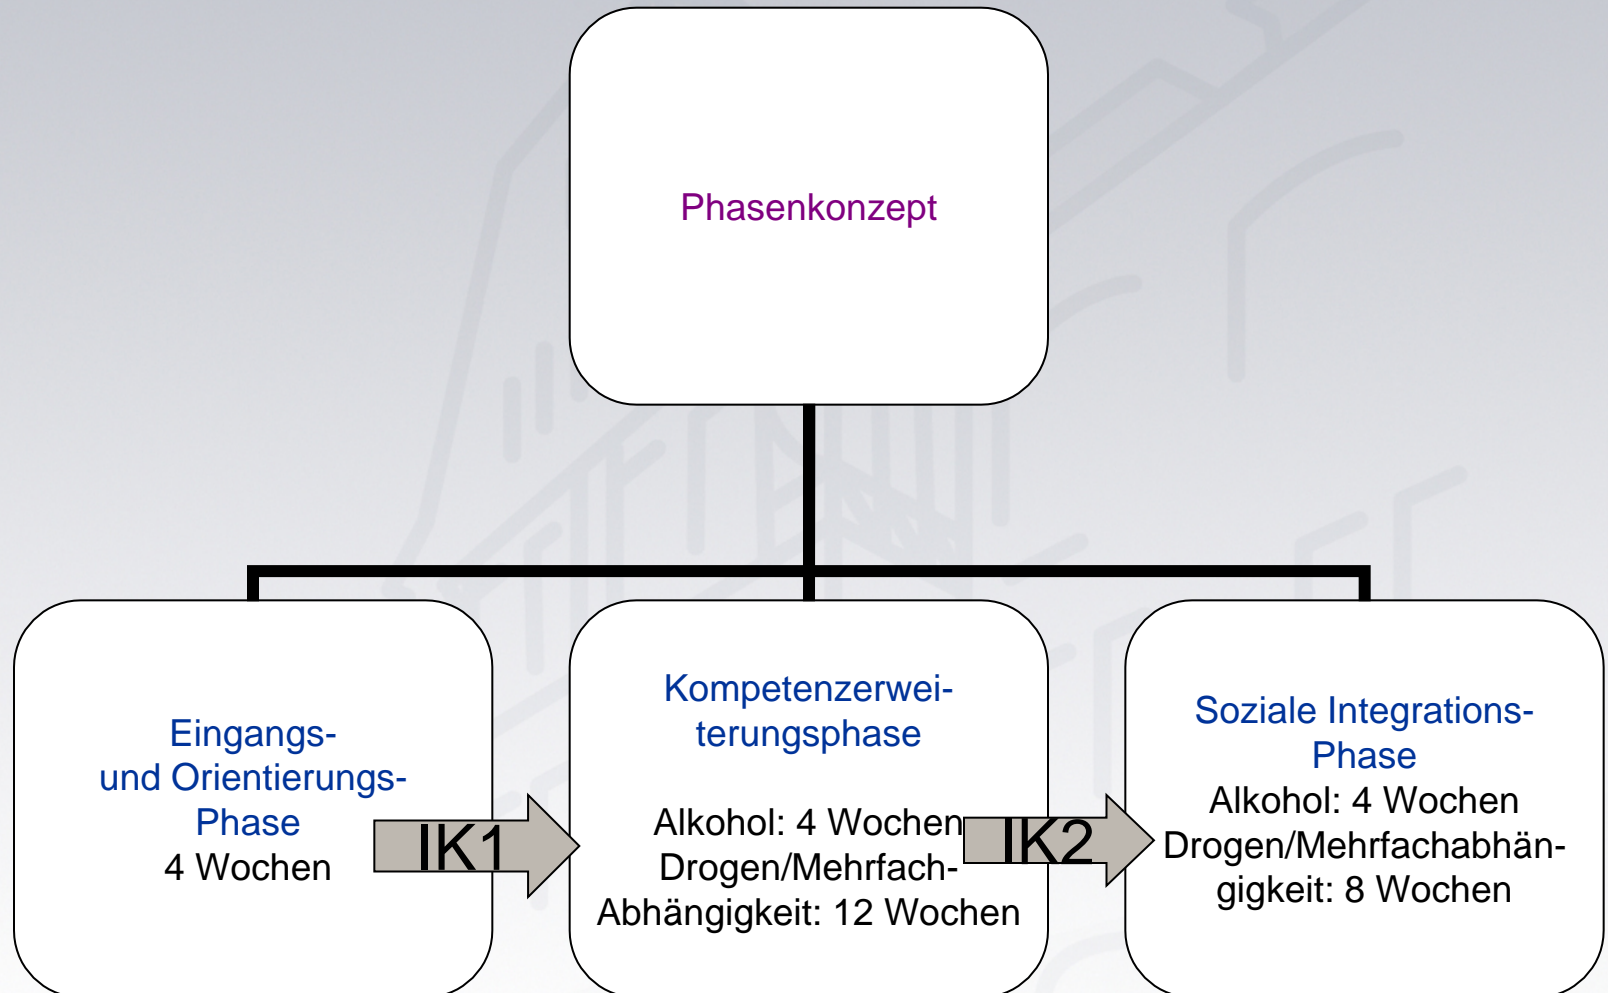 Phasenkonzept
Eingangs-
und Orientierungs-
Phase
4 Wochen
IK1
Kompetenzerwei-
terungsphase
Alkohol: 4 Wochen
Drogen/Mehrfach-
Abhängigkeit: 12 Wochen
IK2
Soziale Integrations-
Phase
Alkohol: 4 Wochen
Drogen/Mehrfachabhän-
gigkeit: 8 Wochen